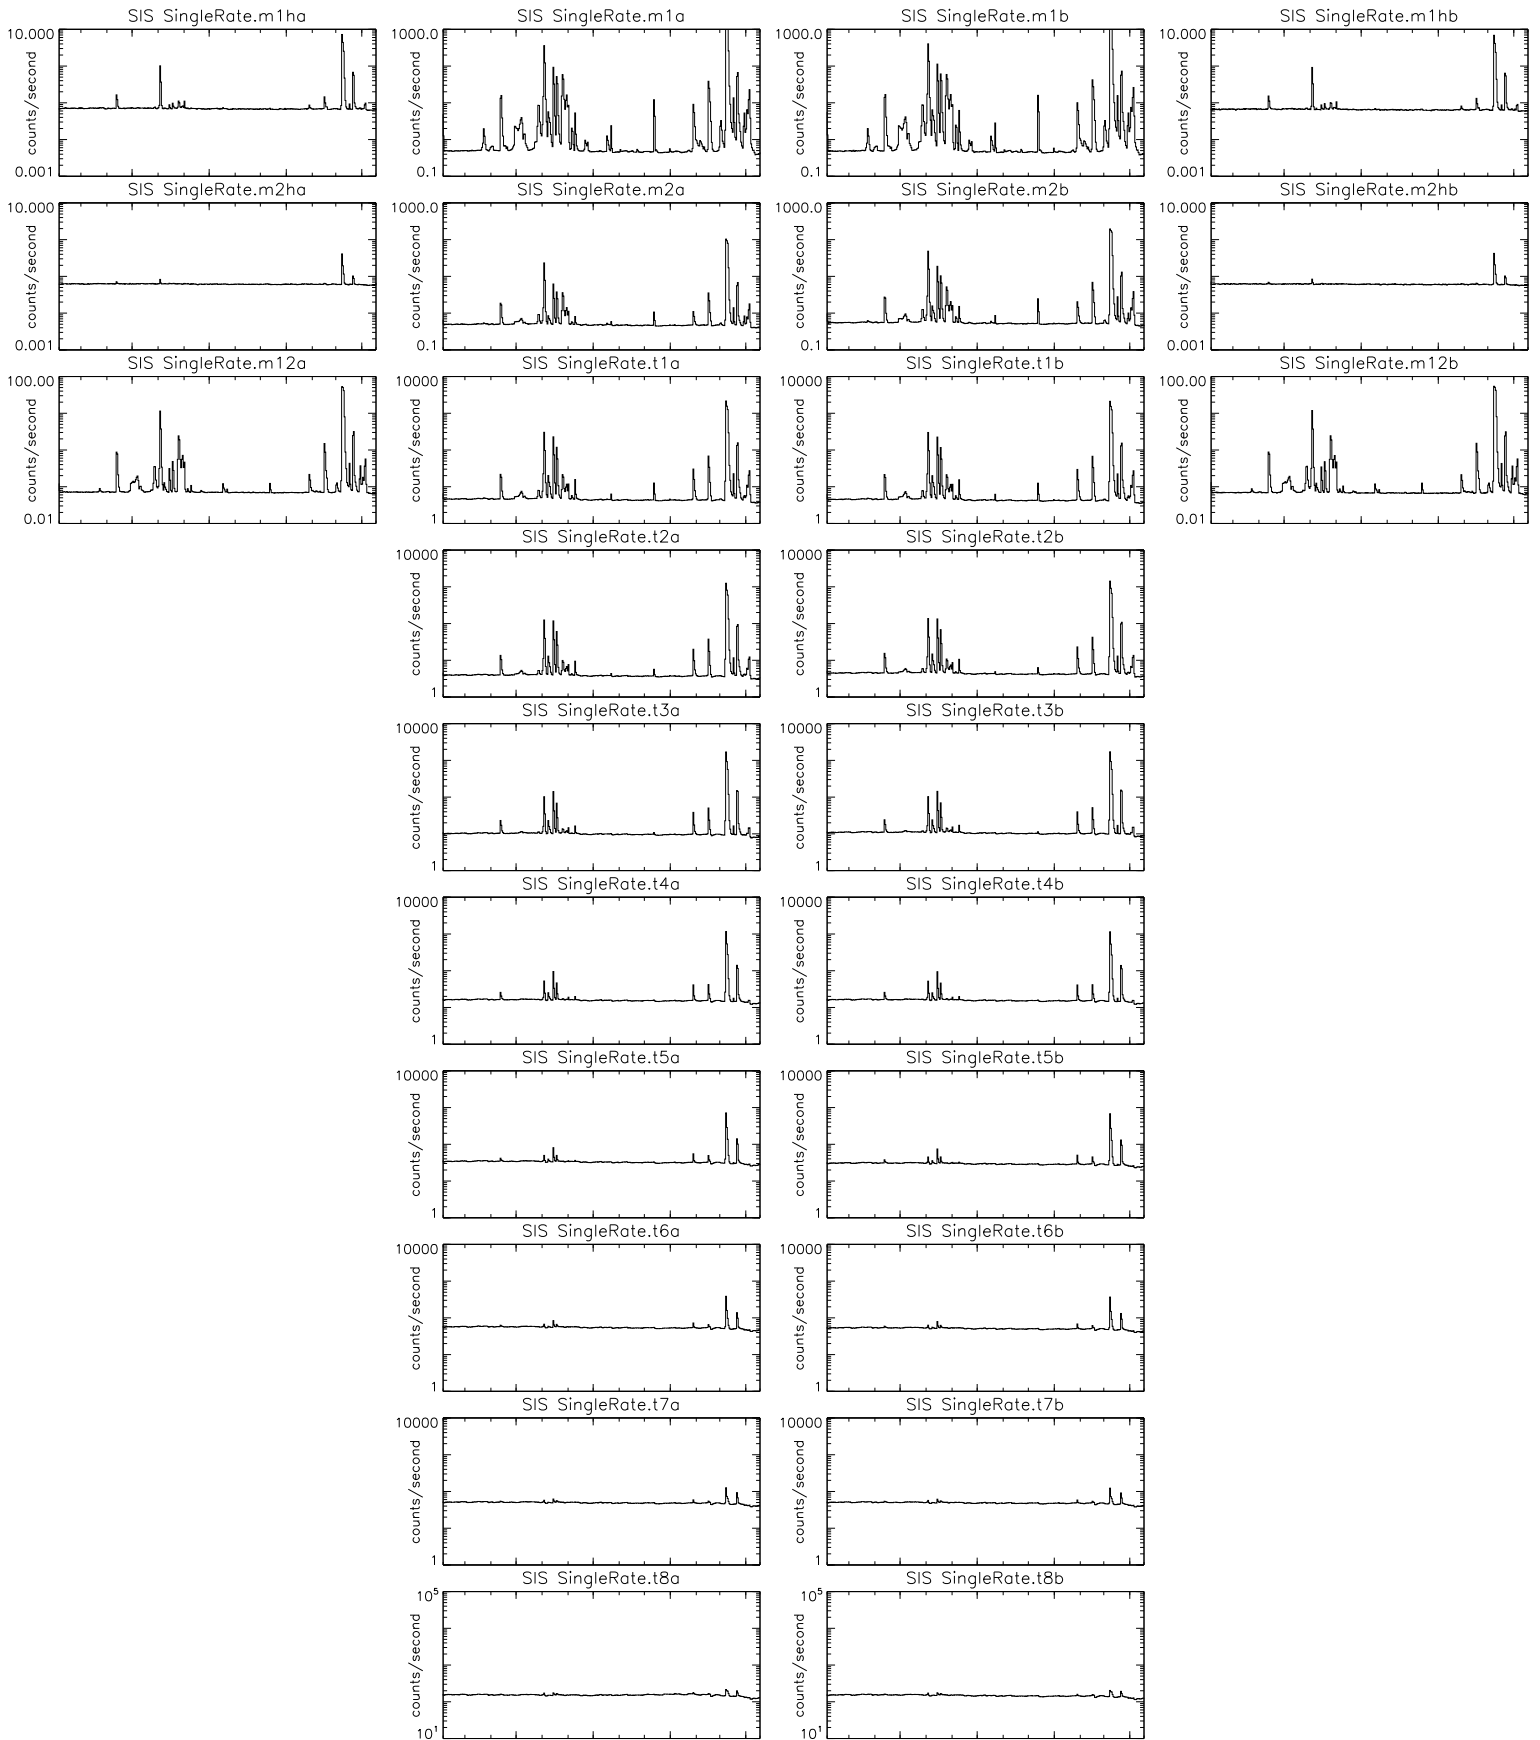 SIS SingleRate.m1ha
10.000
counts/second
0.001
SIS SingleRate.m1a
1000.0
counts/second
0.1
SIS SingleRate.m1b
1000.0
counts/second
0.1
SIS SingleRate.m1hb
10.000
counts/second
0.001
SIS SingleRate.m2ha
10.000
counts/second
0.001
SIS SingleRate.m2a
1000.0
counts/second
0.1
SIS SingleRate.m2b
1000.0
counts/second
0.1
SIS SingleRate.m2hb
10.000
counts/second
0.001
SIS SingleRate.m12a
100.00
counts/second
0.01
SIS SingleRate.t1a
10000
counts/second
1
SIS SingleRate.t1b
10000
counts/second
1
SIS SingleRate.m12b
100.00
counts/second
0.01
SIS SingleRate.t2a
10000
counts/second
1
SIS SingleRate.t2b
10000
counts/second
1
SIS SingleRate.t3a
10000
counts/second
1
SIS SingleRate.t3b
10000
counts/second
1
SIS SingleRate.t4a
10000
counts/second
1
SIS SingleRate.t4b
10000
counts/second
1
SIS SingleRate.t5a
10000
counts/second
1
SIS SingleRate.t5b
10000
counts/second
1
SIS SingleRate.t6a
10000
counts/second
1
SIS SingleRate.t6b
10000
counts/second
1
SIS SingleRate.t7a
10000
counts/second
1
SIS SingleRate.t7b
10000
counts/second
1
SIS SingleRate.t8a
10⁵
counts/second
10¹
SIS SingleRate.t8b
10⁵
counts/second
10¹